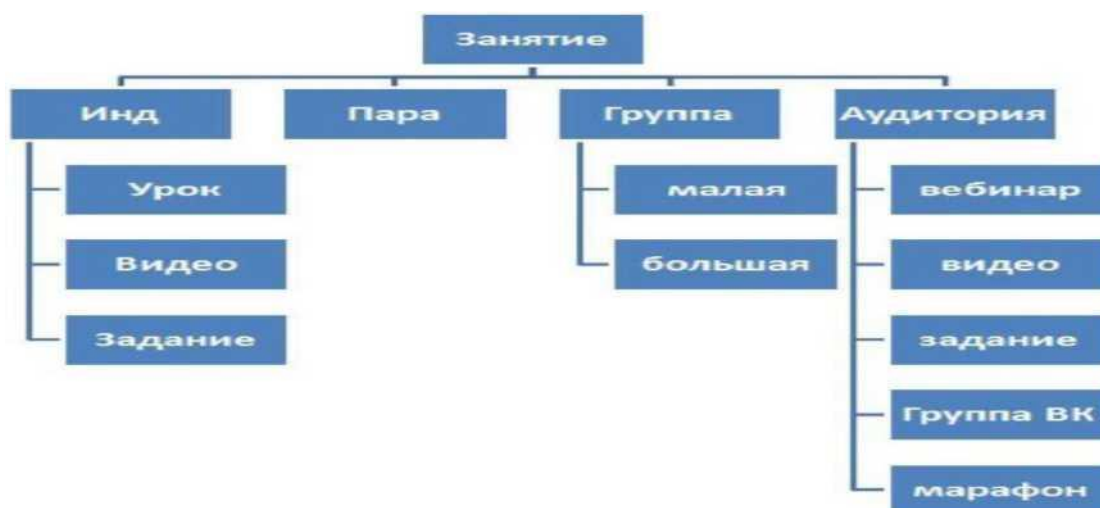 Занятие
Инд
Пара
Группа
Аудитория
Урок
Видео
Задание
малая
большая
вебинар
видео
задание
Группа ВК
марафон